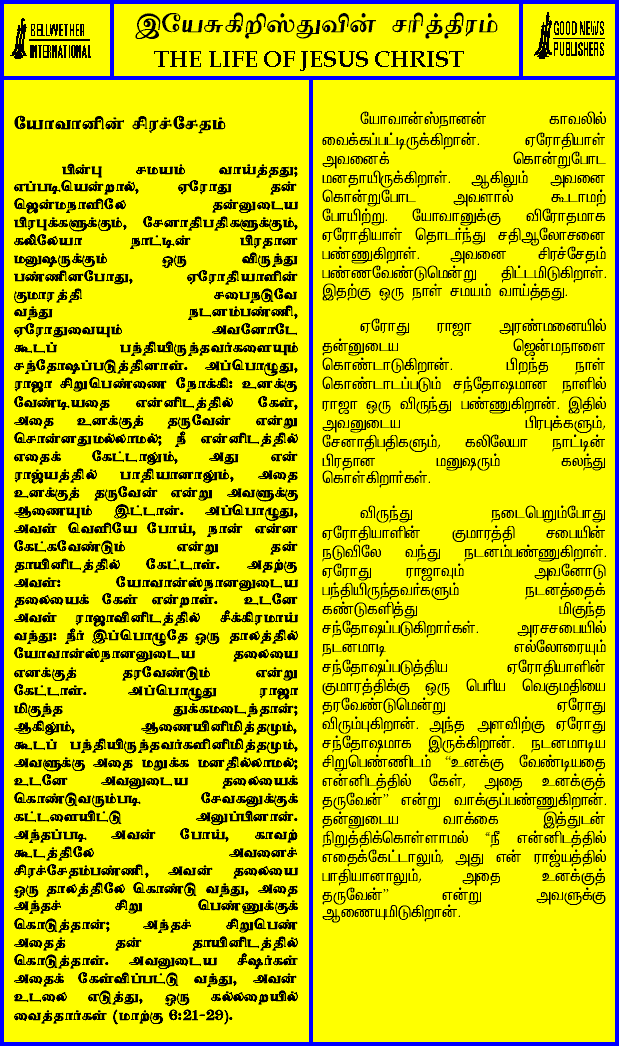 BELLWETHER
INTERNATIONAL
இயேசுகிறிஸ்துவின் சரித்திரம்
THE LIFE OF JESUS CHRIST
GOOD NEWS
PUBLISHERS
யோவானின் சிரச்சேதம்
பின்பு சமயம் வாய்த்தது;
எப்படியென்றால், ஏரோது தன்
ஜென்மநாளிலே தன்னுடைய
பிரபுக்களுக்கும், சேனாதிபதிகளுக்கும்,
கலிலேயா நாட்டின் பிரதான
மனுஷருக்கும் ஒரு விருந்து
பண்ணினபோது, ஏரோதியாளின்
குமாரத்தி சபைநடுவே
வந்து நடனம்பண்ணி,
ஏரோதுவையும் அவனோடே
கூடப் பந்தியிருந்தவர்களையும்
சந்தோஷப்படுத்தினாள். அப்பொழுது,
ராஜா சிறுபெண்ணை நோக்கி: உனக்கு
வேண்டியதை என்னிடத்தில் கேள்,
அதை உனக்குத் தருவேன் என்று
சொன்னதுமல்லாமல்; நீ என்னிடத்தில்
எதைக் கேட்டாலும், அது என்
ராஜ்யத்தில் பாதியானாலும், அதை
உனக்குத் தருவேன் என்று அவளுக்கு
ஆணையும் இட்டான். அப்பொழுது,
அவள் வெளியே போய், நான் என்ன
கேட்கவேண்டும் என்று தன்
தாயினிடத்தில் கேட்டாள். அதற்கு
அவள்: யோவான்ஸ்நானனுடைய
தலையைக் கேள் என்றாள். உடனே
அவள் ராஜாவினிடத்தில் சீக்கிரமாய்
வந்து: நீர் இப்பொழுதே ஒரு தாலத்தில்
யோவான்ஸ்நானனுடைய தலையை
எனக்குத் தரவேண்டும் என்று
கேட்டாள். அப்பொழுது ராஜா
மிகுந்த துக்கமடைந்தான்;
ஆகிலும், ஆணையினிமித்தமும்,
கூடப் பந்தியிருந்தவர்களினிமித்தமும்,
அவளுக்கு அதை மறுக்க மனதில்லாமல்;
உடனே அவனுடைய தலையைக்
கொண்டுவரும்படி சேவகனுக்குக்
கட்டளையிட்டு அனுப்பினான்.
அந்தப்படி அவன் போய், காவற்
கூடத்திலே அவனைச்
சிரச்சேதம்பண்ணி, அவன் தலையை
ஒரு தாலத்திலே கொண்டு வந்து, அதை
அந்தச் சிறு பெண்ணுக்குக்
கொடுத்தான்; அந்தச் சிறுபெண்
அதைத் தன் தாயினிடத்தில்
கொடுத்தாள். அவனுடைய சீஷர்கள்
அதைக் கேள்விப்பட்டு வந்து, அவன்
உடலை எடுத்து, ஒரு கல்லறையில்
வைத்தார்கள் (மாற்கு 6:21-29).
யோவான்ஸ்நானன் காவலில்
வைக்கப்பட்டிருக்கிறான். ஏரோதியாள்
அவனைக் கொன்றுபோட
மனதாயிருக்கிறாள். ஆகிலும் அவனை
கொன்றுபோட அவளால் கூடாமற்
போயிற்று. யோவானுக்கு விரோதமாக
ஏரோதியாள் தொடர்ந்து சதிஆலோசனை
பண்ணுகிறாள். அவனை சிரச்சேதம்
பண்ணவேண்டுமென்று திட்டமிடுகிறாள்.
இதற்கு ஒரு நாள் சமயம் வாய்த்தது.
ஏரோது ராஜா அரண்மனையில்
தன்னுடைய ஜென்மநாளை
கொண்டாடுகிறான். பிறந்த நாள்
கொண்டாடப்படும் சந்தோஷமான நாளில்
ராஜா ஒரு விருந்து பண்ணுகிறான். இதில்
அவனுடைய பிரபுக்களும்,
சேனாதிபதிகளும், கலிலேயா நாட்டின்
பிரதான மனுஷரும் கலந்து
கொள்கிறார்கள்.
விருந்து நடைபெறும்போது
ஏரோதியாளின் குமாரத்தி சபையின்
நடுவிலே வந்து நடனம்பண்ணுகிறாள்.
ஏரோது ராஜாவும் அவனோடு
பந்தியிருந்தவர்களும் நடனத்தைக்
கண்டுகளித்து மிகுந்த
சந்தோஷப்படுகிறார்கள். அரசசபையில்
நடனமாடி எல்லோரையும்
சந்தோஷப்படுத்திய ஏரோதியாளின்
குமாரத்திக்கு ஒரு பெரிய வெகுமதியை
தரவேண்டுமென்று ஏரோது
விரும்புகிறான். அந்த அளவிற்கு ஏரோது
சந்தோஷமாக இருக்கிறான். நடனமாடிய
சிறுபெண்ணிடம் “உனக்கு வேண்டியதை
என்னிடத்தில் கேள், அதை உனக்குத்
தருவேன்” என்று வாக்குப்பண்ணுகிறான்.
தன்னுடைய வாக்கை இத்துடன்
நிறுத்திக்கொள்ளாமல் “நீ என்னிடத்தில்
எதைக்கேட்டாலும், அது என் ராஜ்யத்தில்
பாதியானாலும், அதை உனக்குத்
தருவேன்” என்று அவளுக்கு
ஆணையுமிடுகிறான்.